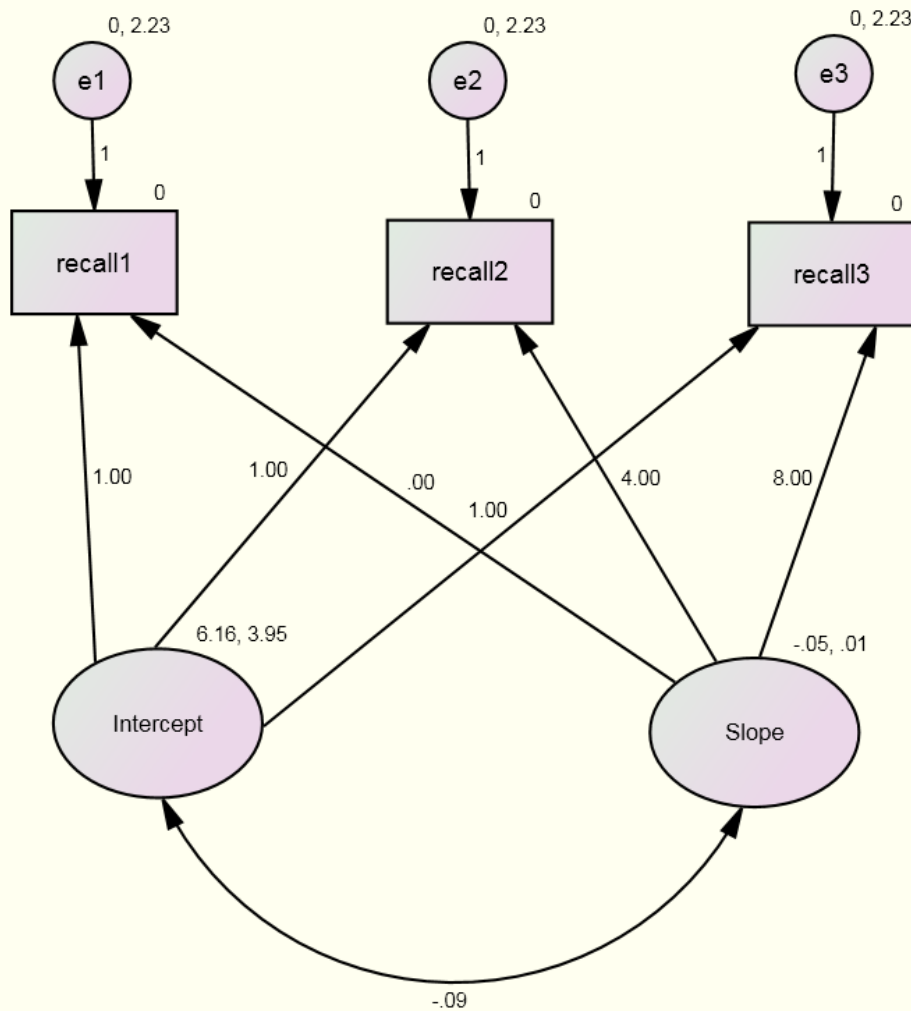 0, 2.23
0, 2.23
0, 2.23
e1
e2
e3
1
1
1
0
0
0
recall1
recall2
recall3
1.00
1.00
.00
1.00
4.00
8.00
6.16, 3.95
-.05, .01
Intercept
Slope
-.09